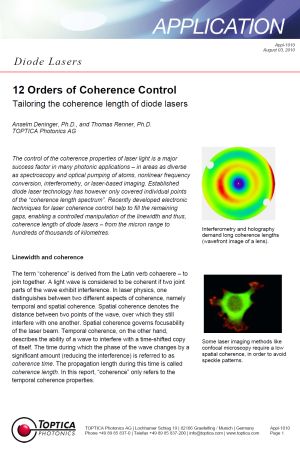 APPLICATION
Appl-1010
August 03, 2010
Diode Lasers
12 Orders of Coherence Control
Tailoring the coherence length of diode lasers
Anselm Deninger, Ph.D., and Thomas Renner, Ph.D.
TOPTICA Photonics AG
The control of the coherence properties of laser light is a major
success factor in many photonic applications – in areas as diverse
as spectroscopy and optical pumping of atoms, nonlinear frequency
conversion, interferometry, or laser-based imaging. Established
diode laser technology has however only covered individual points
of the "coherence length spectrum". Recently developed electronic
techniques for laser coherence control help to fill the remaining
gaps, enabling a controlled manipulation of the linewidth and thus,
coherence length of diode lasers – from the micron range to
hundreds of thousands of kilometres.
Interferometry and holography
demand long coherence lengths
(wavefront image of a lens).
Linewidth and coherence
The term "coherence" is derived from the Latin verb cohaerere – to
join together. A light wave is considered to be coherent if two joint
parts of the wave exhibit interference. In laser physics, one
distinguishes between two different aspects of coherence, namely
temporal and spatial coherence. Spatial coherence denotes the
distance between two points of the wave, over which they still
interfere with one another. Spatial coherence governs focusability
of the laser beam. Temporal coherence, on the other hand,
describes the ability of a wave to interfere with a time-shifted copy
of itself. The time during which the phase of the wave changes by a
significant amount (reducing the interference) is referred to as
coherence time. The propagation length during this time is called
coherence length. In this report, "coherence" only refers to the
temporal coherence properties:
Some laser imaging methods like
confocal microscopy require a low
spatial coherence, in order to avoid
speckle patterns.
TOPTICA
PHOTONICS
TOPTICA Photonics AG | Lochhamer Schlag 19 | 82166 Graefelfing / Munich | Germany
Phone +49 89 85 837-0 | Telefax +49 89 85 837-200 | info@toptica.com | www.toptica.com
Appl-1010
Page 1